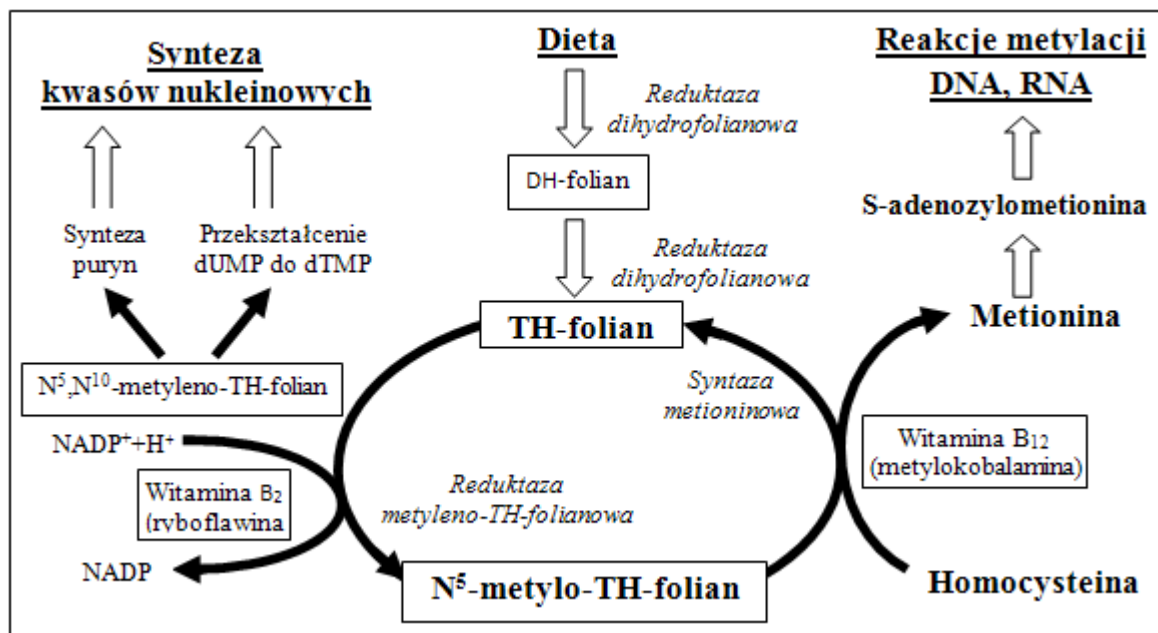 Synteza
kwasów nukleinowych
Dieta
Reakcje metylacji
DNA, RNA
Reduktaza
dihydrofolianowa
DH-folian
S-adenozylometionina
Synteza
puryn
Przekształcenie
dUMP do dTMP
Reduktaza
dihydrofolianowa
TH-folian
Metionina
N⁵,N¹⁰-metyleno-TH-folian
Syntaza
metioninowa
NADP⁺+H⁺
Witamina B₁₂
(metylokobalamina)
Witamina B₂
(ryboflawina
Reduktaza
metyleno-TH-folianowa
NADP
N⁵-metylo-TH-folian
Homocysteina